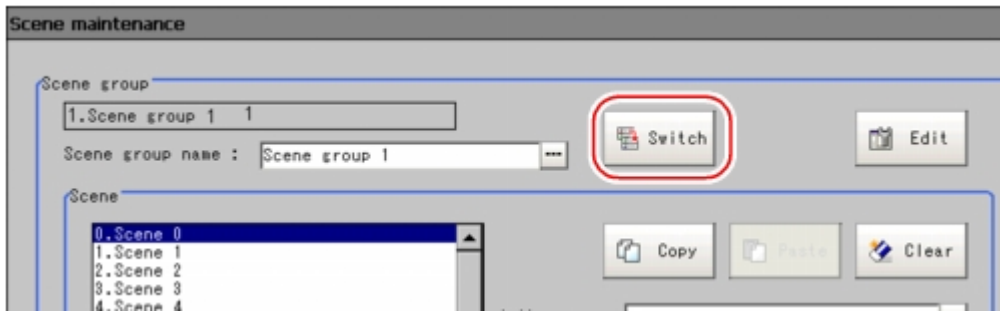 Scene maintenance
Scene group
1.Scene group 1 1
Switch
Edit
Scene group name : Scene group 1 ...
Scene
0.Scene 0
1.Scene 1
2.Scene 2
3.Scene 3
4.Scene 4
Copy
Paste
Clear